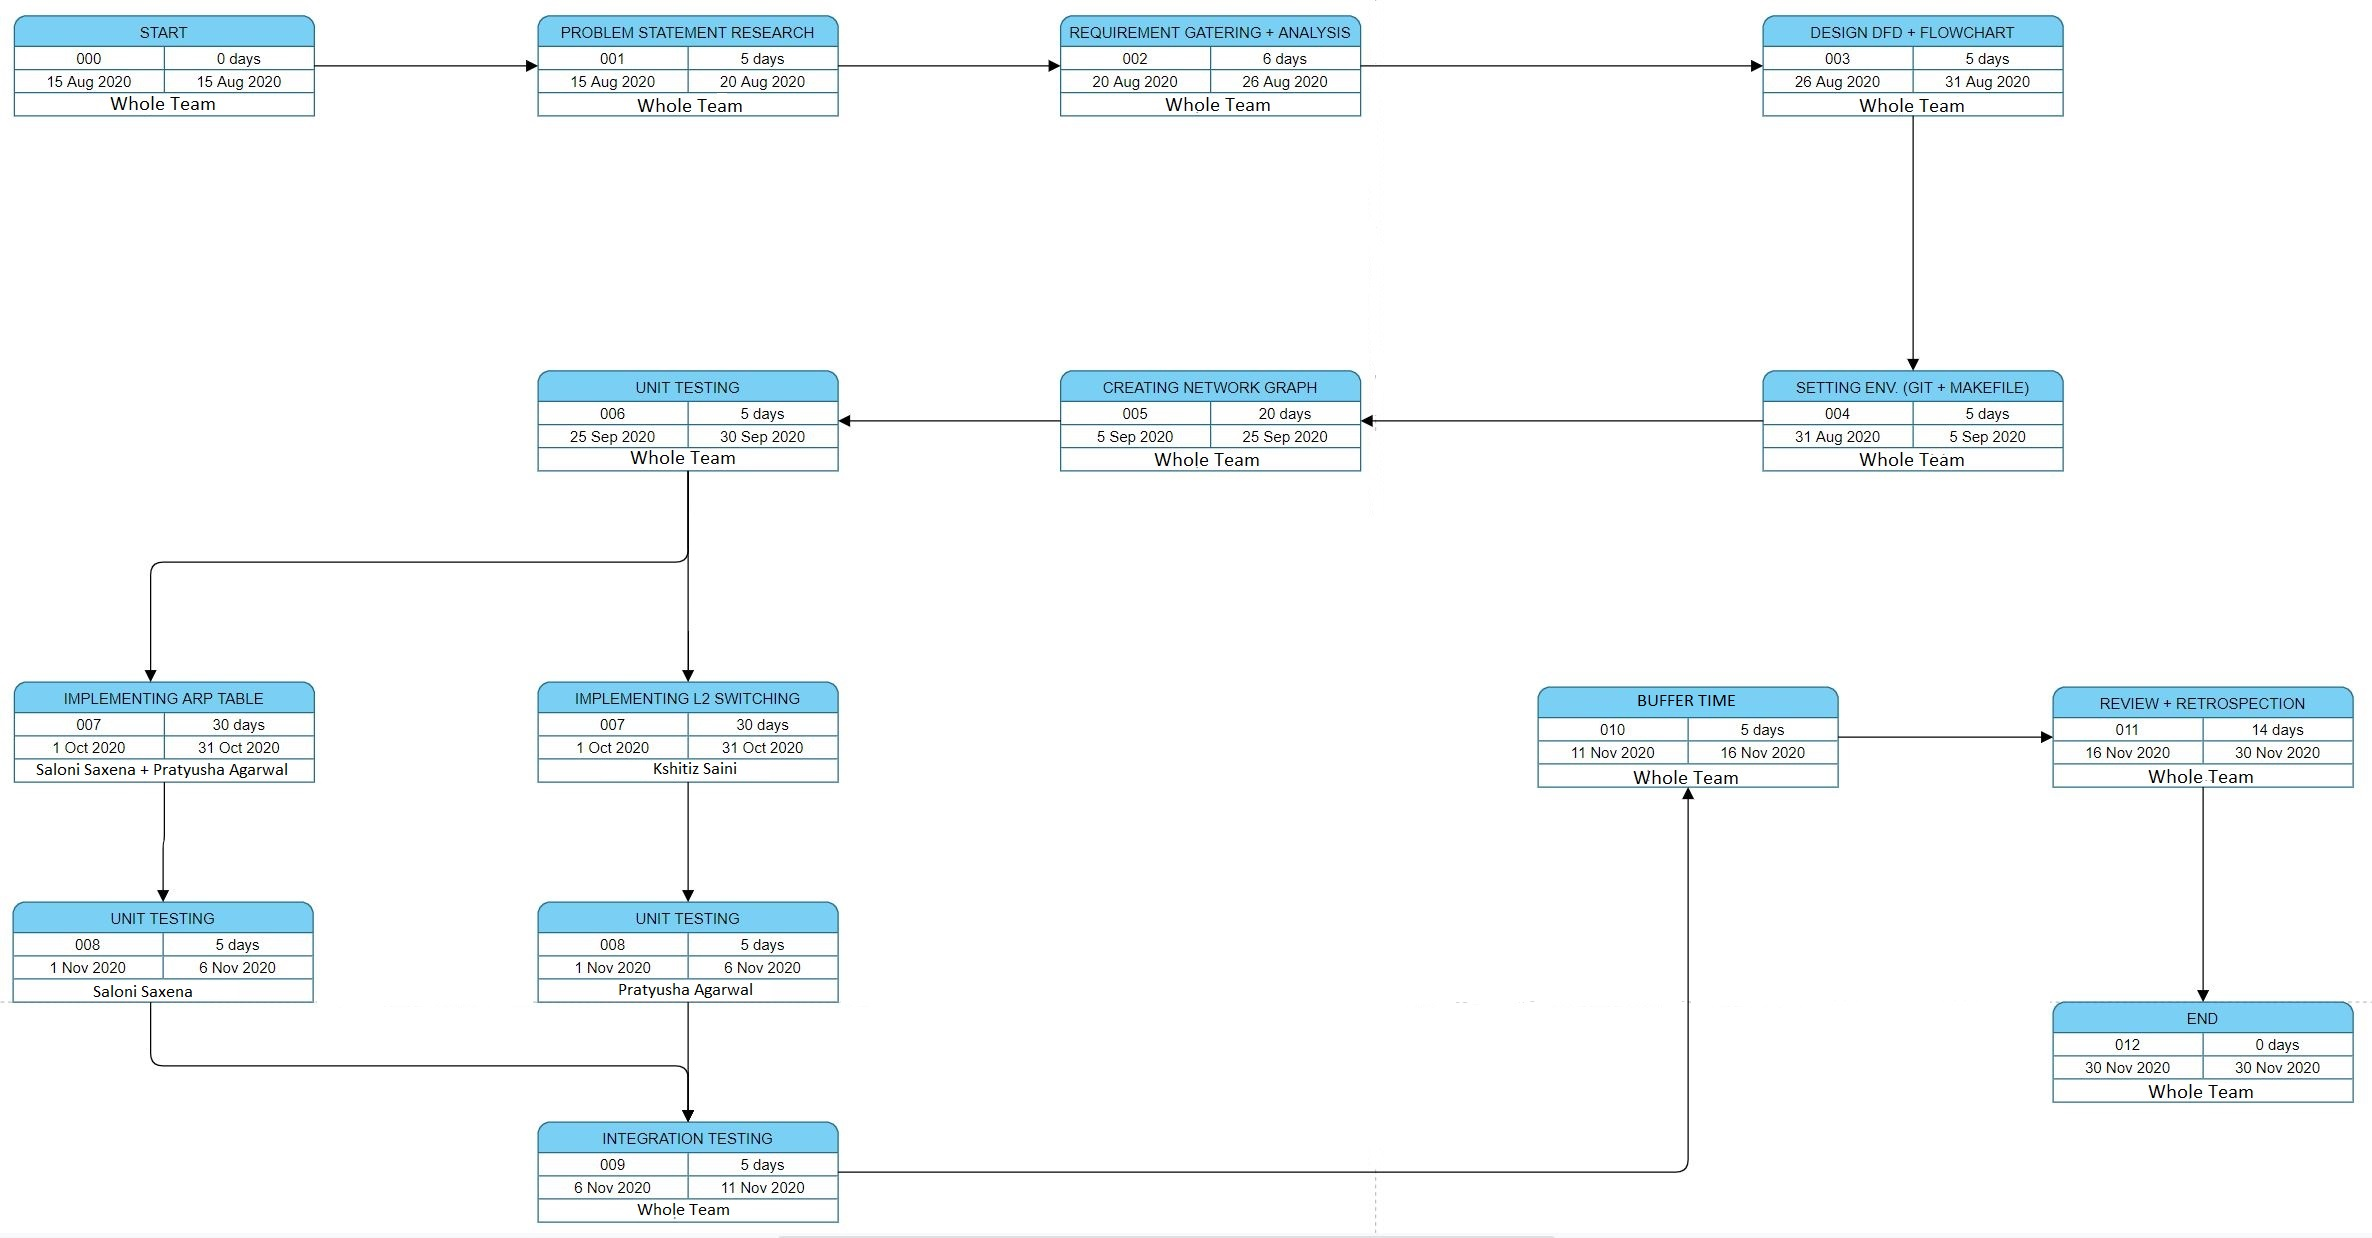 START
000 0 days
15 Aug 2020 15 Aug 2020
Whole Team
PROBLEM STATEMENT RESEARCH
001 5 days
15 Aug 2020 20 Aug 2020
Whole Team
REQUIREMENT GATERING + ANALYSIS
002 6 days
20 Aug 2020 26 Aug 2020
Whole Team
DESIGN DFD + FLOWCHART
003 5 days
26 Aug 2020 31 Aug 2020
Whole Team
SETTING ENV. (GIT + MAKEFILE)
004 5 days
31 Aug 2020 5 Sep 2020
Whole Team
CREATING NETWORK GRAPH
005 20 days
5 Sep 2020 25 Sep 2020
Whole Team
UNIT TESTING
006 5 days
25 Sep 2020 30 Sep 2020
Whole Team
IMPLEMENTING ARP TABLE
007 30 days
1 Oct 2020 31 Oct 2020
Saloni Saxena + Pratyusha Agarwal
IMPLEMENTING L2 SWITCHING
007 30 days
1 Oct 2020 31 Oct 2020
Kshitiz Saini
UNIT TESTING
008 5 days
1 Nov 2020 6 Nov 2020
Saloni Saxena
UNIT TESTING
008 5 days
1 Nov 2020 6 Nov 2020
Pratyusha Agarwal
INTEGRATION TESTING
009 5 days
6 Nov 2020 11 Nov 2020
Whole Team
BUFFER TIME
010 5 days
11 Nov 2020 16 Nov 2020
Whole Team
REVIEW + RETROSPECTION
011 14 days
16 Nov 2020 30 Nov 2020
Whole Team
END
012 0 days
30 Nov 2020 30 Nov 2020
Whole Team